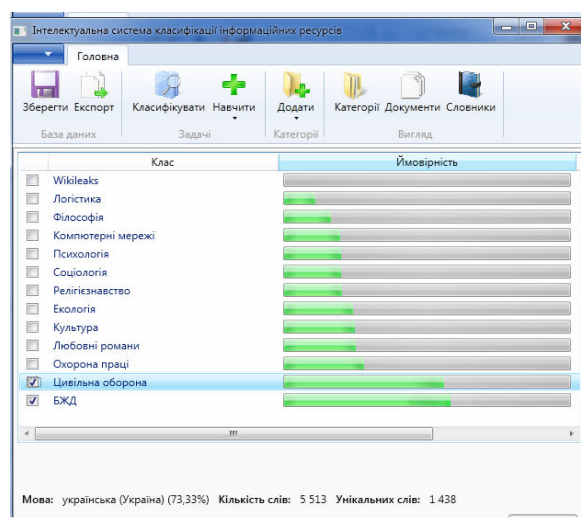 Інтелектуальна система класифікації інформаційних ресурсів
Головна
Зберегти Експорт Класифікувати Навчити Додати Категорії Документи Словники
База даних Задачі Категорії Вигляд
Клас Ймовірність
Wikileaks
Логістика
Філософія
Компютерні мережі
Психологія
Соціологія
Релігієзнавство
Екологія
Культура
Любовні романи
Охорона праці
Цивільна оборона
БЖД
Мова: українська (Україна) (73,33%) Кількість слів: 5 513 Унікальних слів: 1 438